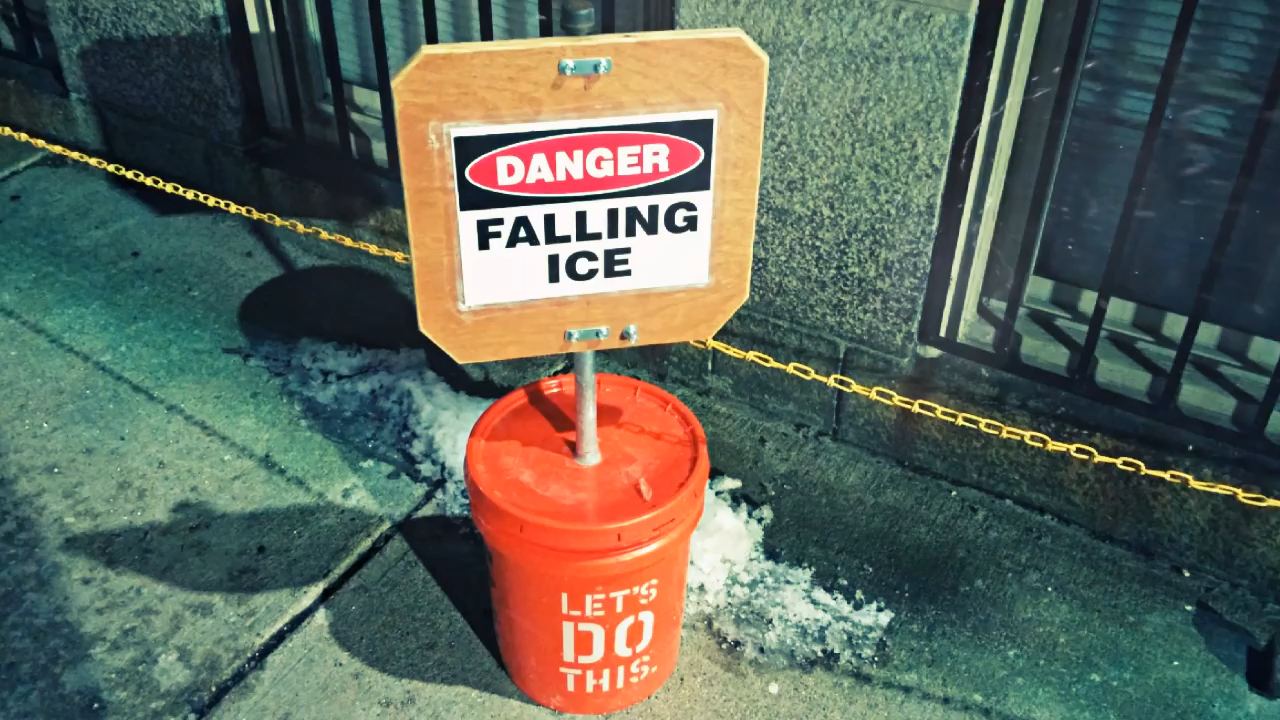 DANGER
FALLING
ICE
LET'S
DO
THIS.